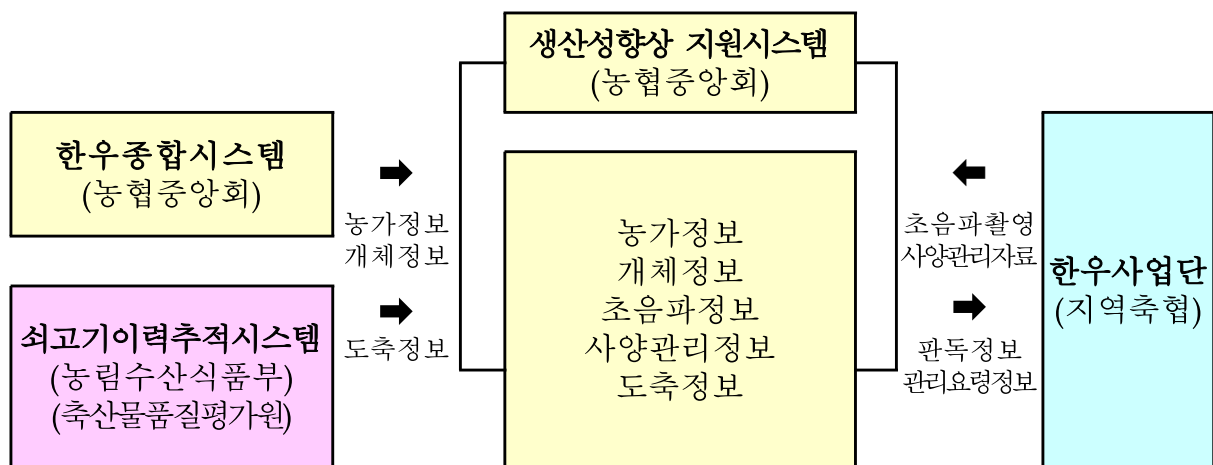 생산성향상 지원시스템
(농협중앙회)
한우종합시스템
(농협중앙회)
농가정보
개체정보
쇠고기이력추적시스템
(농림수산식품부)
(축산물품질평가원)
도축정보
농가정보
개체정보
초음파정보
사양관리정보
도축정보
초음파촬영
사양관리자료
판독정보
관리요령정보
한우사업단
(지역축협)